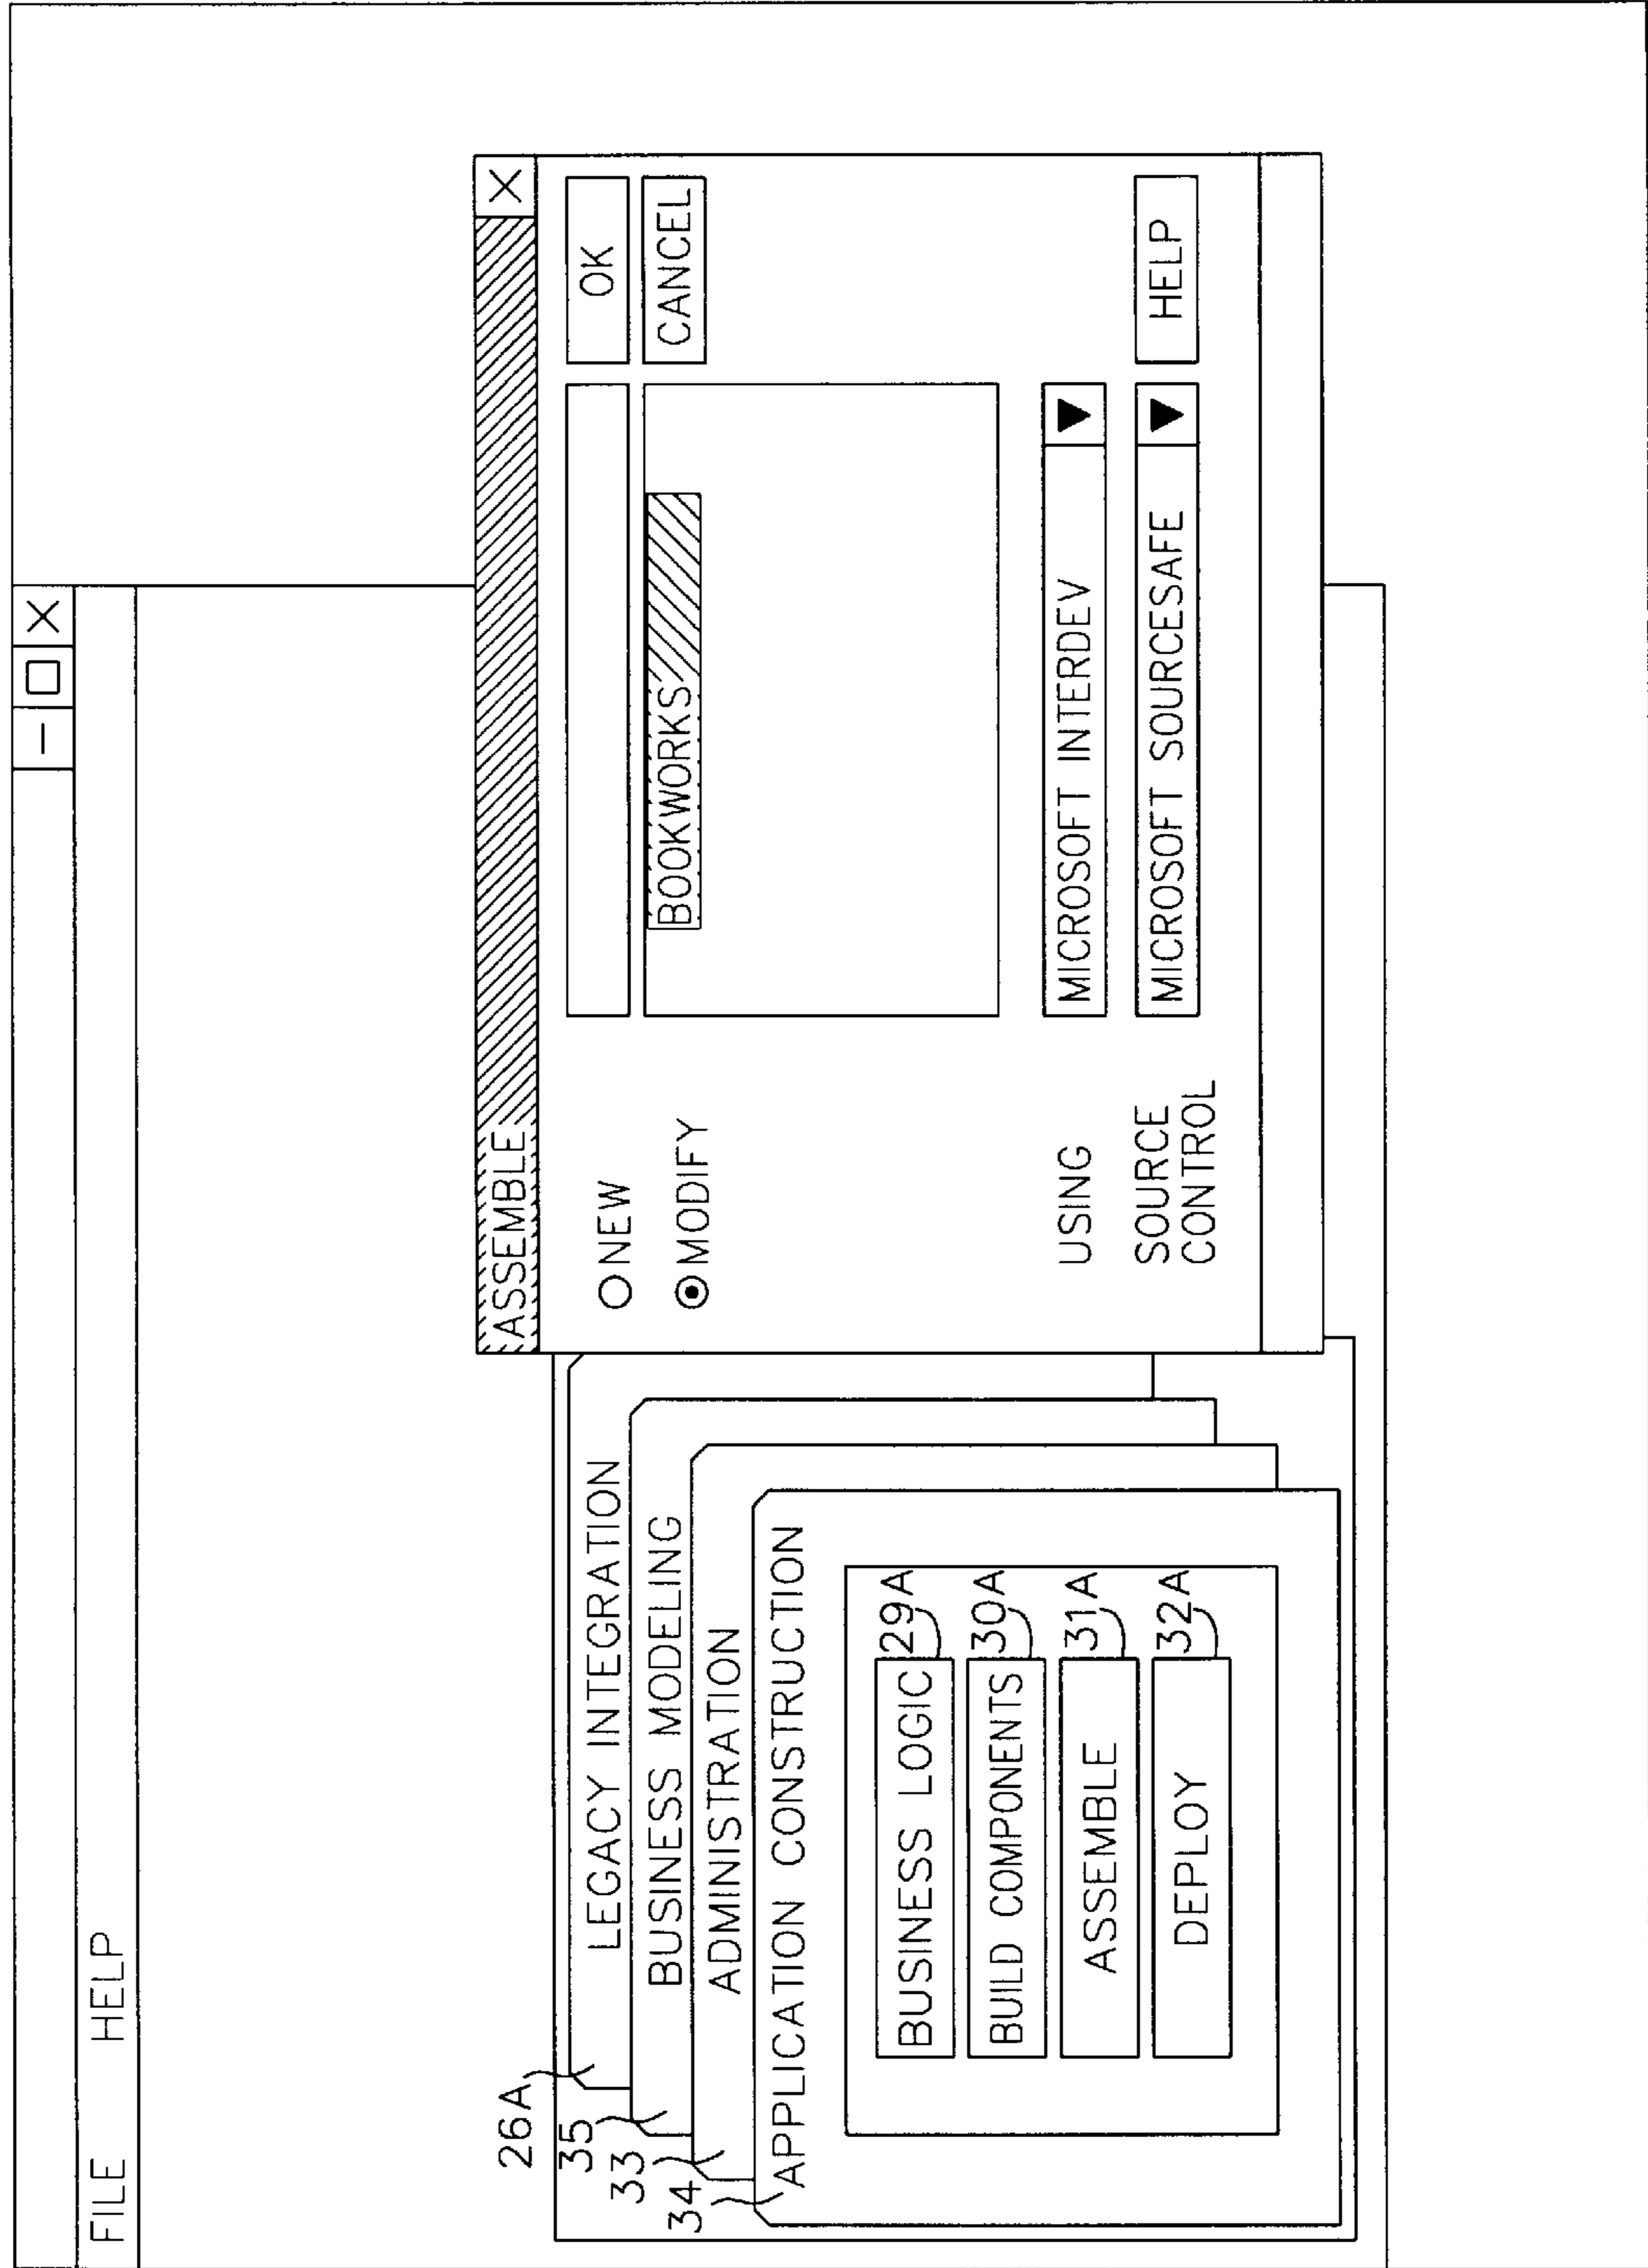 FILE HELP
26A
35
33
34
LEGACY INTEGRATION
BUSINESS MODELING
ADMINISTRATION
APPLICATION CONSTRUCTION
BUSINESS LOGIC 29A
BUILD COMPONENTS 30A
ASSEMBLE 31A
DEPLOY 32A
ASSEMBLE
NEW
OK
MODIFY
BOOKWORKS
CANCEL
USING
MICROSOFT INTERDEV
SOURCE
CONTROL
MICROSOFT SOURCESAFE
HELP